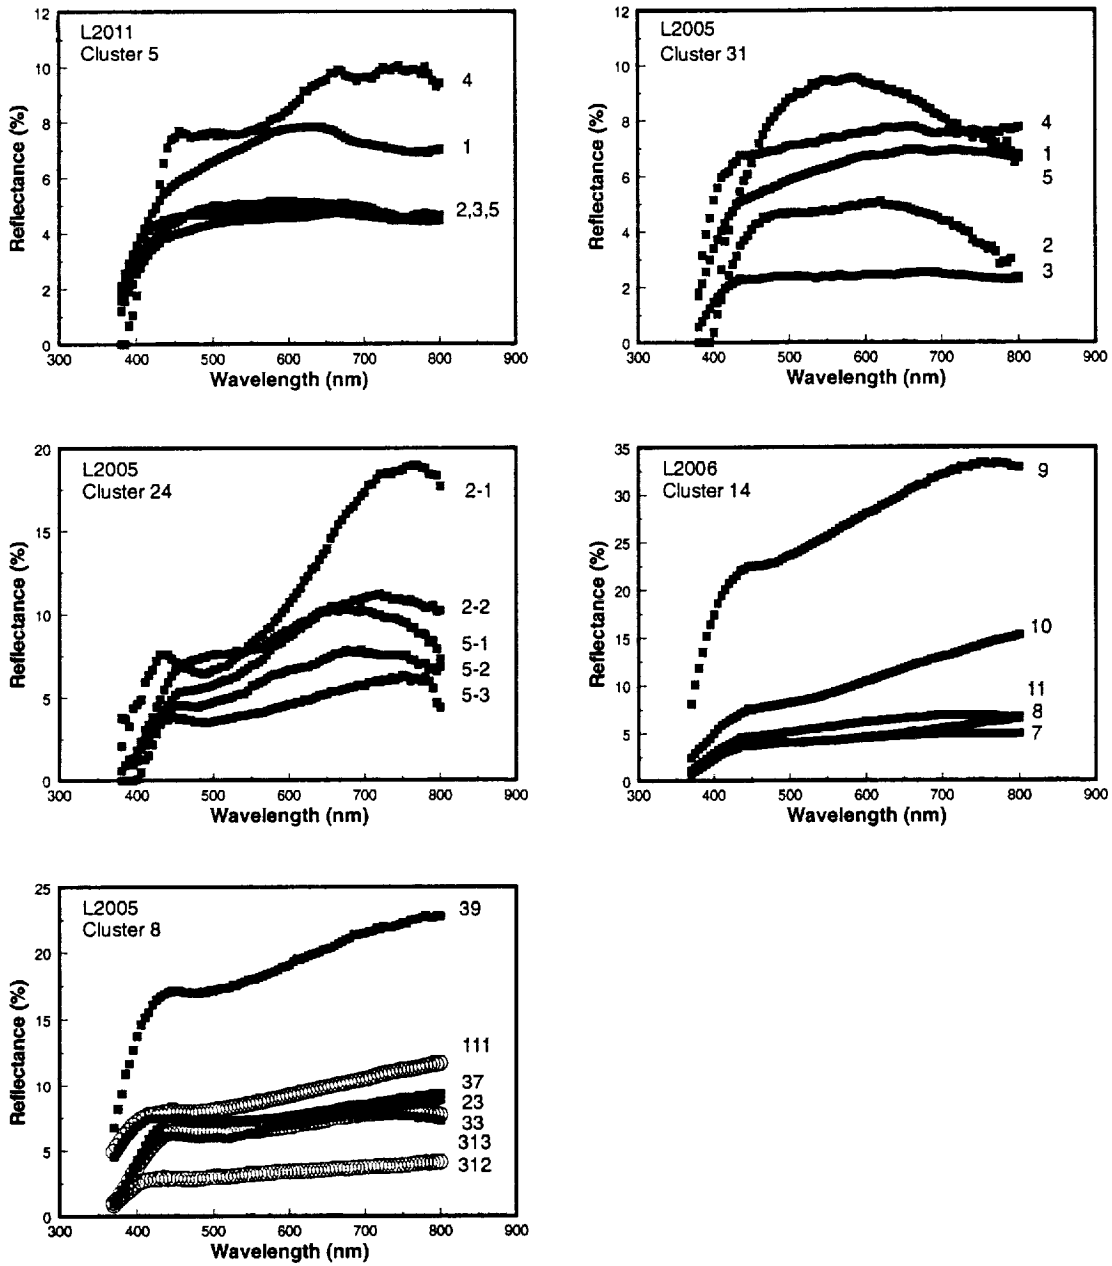 L2011
Cluster 5
12
10
8
6
4
2
0
Reflectance (%)
4
1
2,3,5
300 400 500 600 700 800 900
Wavelength (nm)
L2005
Cluster 31
12
10
8
6
4
2
0
Reflectance (%)
4
1
5
2
3
300 400 500 600 700 800 900
Wavelength (nm)
L2005
Cluster 24
20
15
10
5
0
Reflectance (%)
2-1
2-2
5-1
5-2
5-3
300 400 500 600 700 800 900
Wavelength (nm)
L2006
Cluster 14
35
30
25
20
15
10
5
0
Reflectance (%)
9
10
11
8
7
300 400 500 600 700 800 900
Wavelength (nm)
L2005
Cluster 8
25
20
15
10
5
0
Reflectance (%)
39
111
37
23
33
313
312
300 400 500 600 700 800 900
Wavelength (nm)